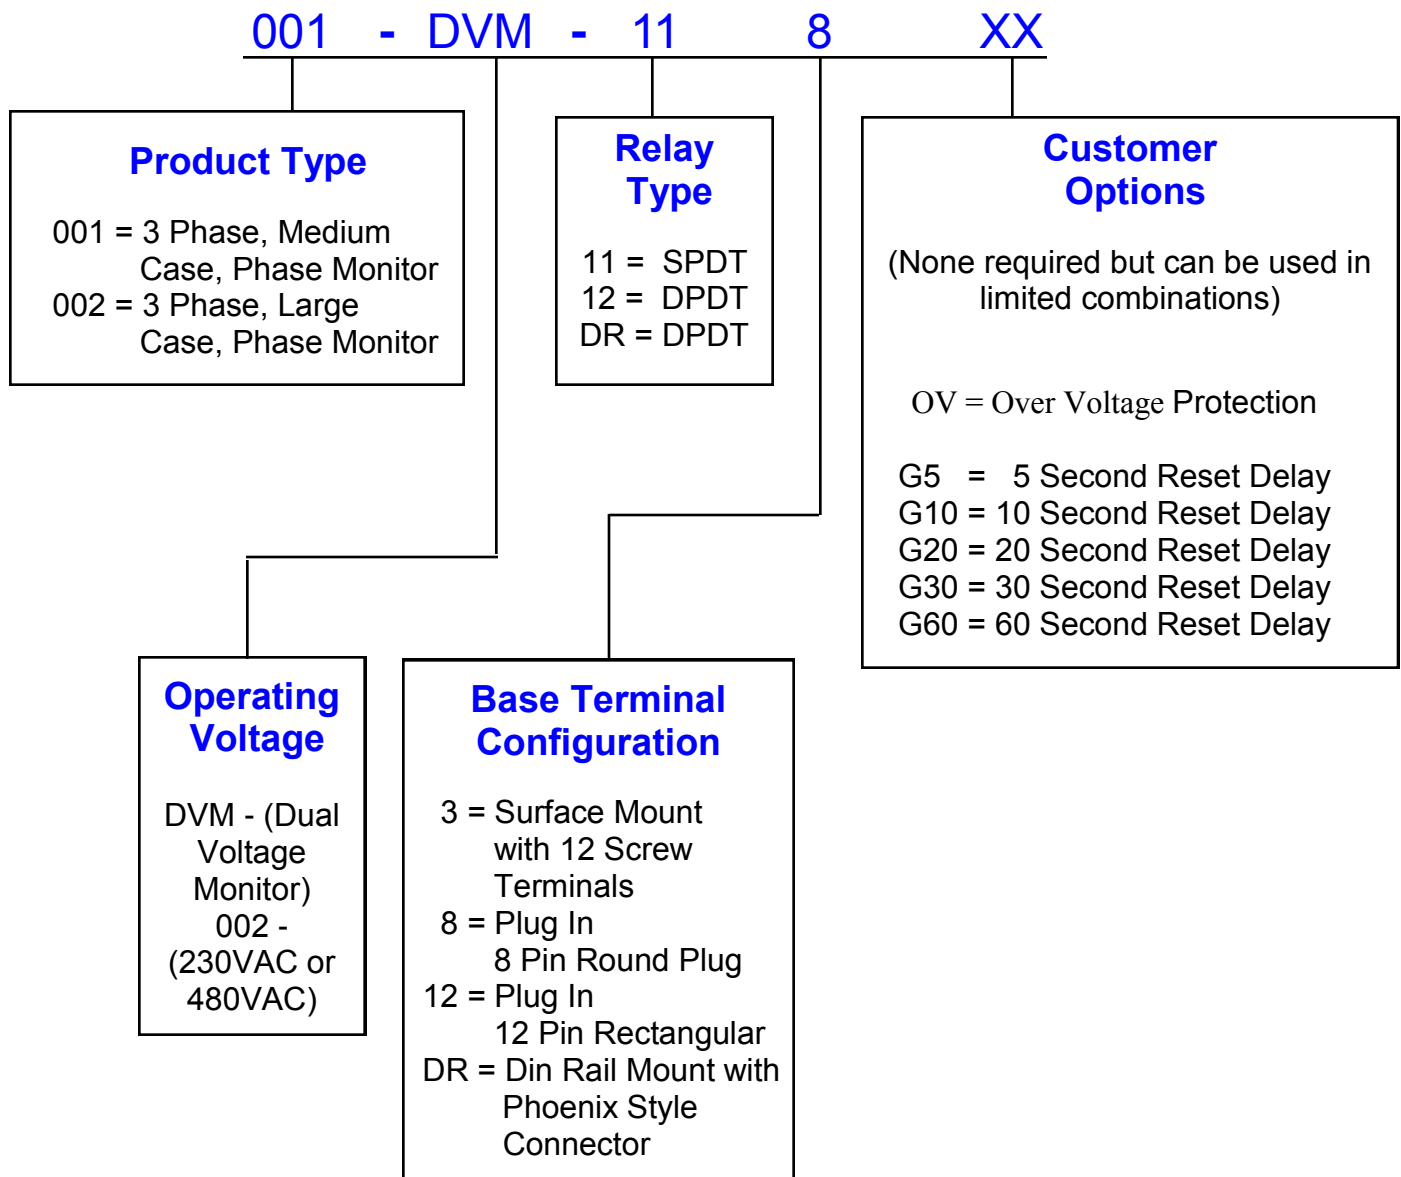 001 - DVM - 11 8 XX
Product Type
001 = 3 Phase, Medium
Case, Phase Monitor
002 = 3 Phase, Large
Case, Phase Monitor
Relay
Type
11 = SPDT
12 = DPDT
DR = DPDT
Customer
Options
(None required but can be used in
limited combinations)
OV = Over Voltage Protection
G5 = 5 Second Reset Delay
G10 = 10 Second Reset Delay
G20 = 20 Second Reset Delay
G30 = 30 Second Reset Delay
G60 = 60 Second Reset Delay
Operating
Voltage
DVM - (Dual
Voltage
Monitor)
002 -
(230VAC or
480VAC)
Base Terminal
Configuration
3 = Surface Mount
with 12 Screw
Terminals
8 = Plug In
8 Pin Round Plug
12 = Plug In
12 Pin Rectangular
DR = Din Rail Mount with
Phoenix Style
Connector